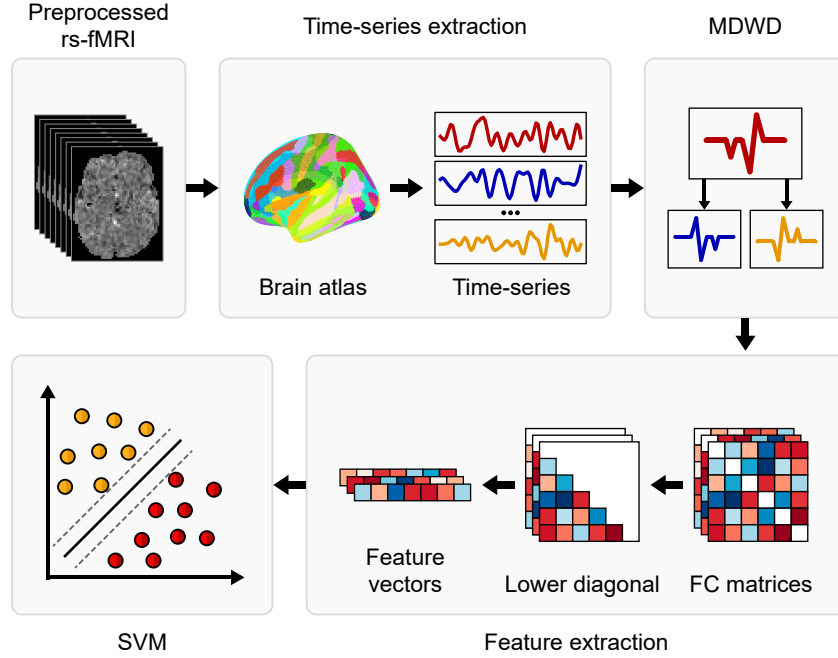 Preprocessed
rs-fMRI
Time-series extraction
MDWD
Brain atlas
...
Time-series
Feature
vectors
Lower diagonal
FC matrices
SVM
Feature extraction